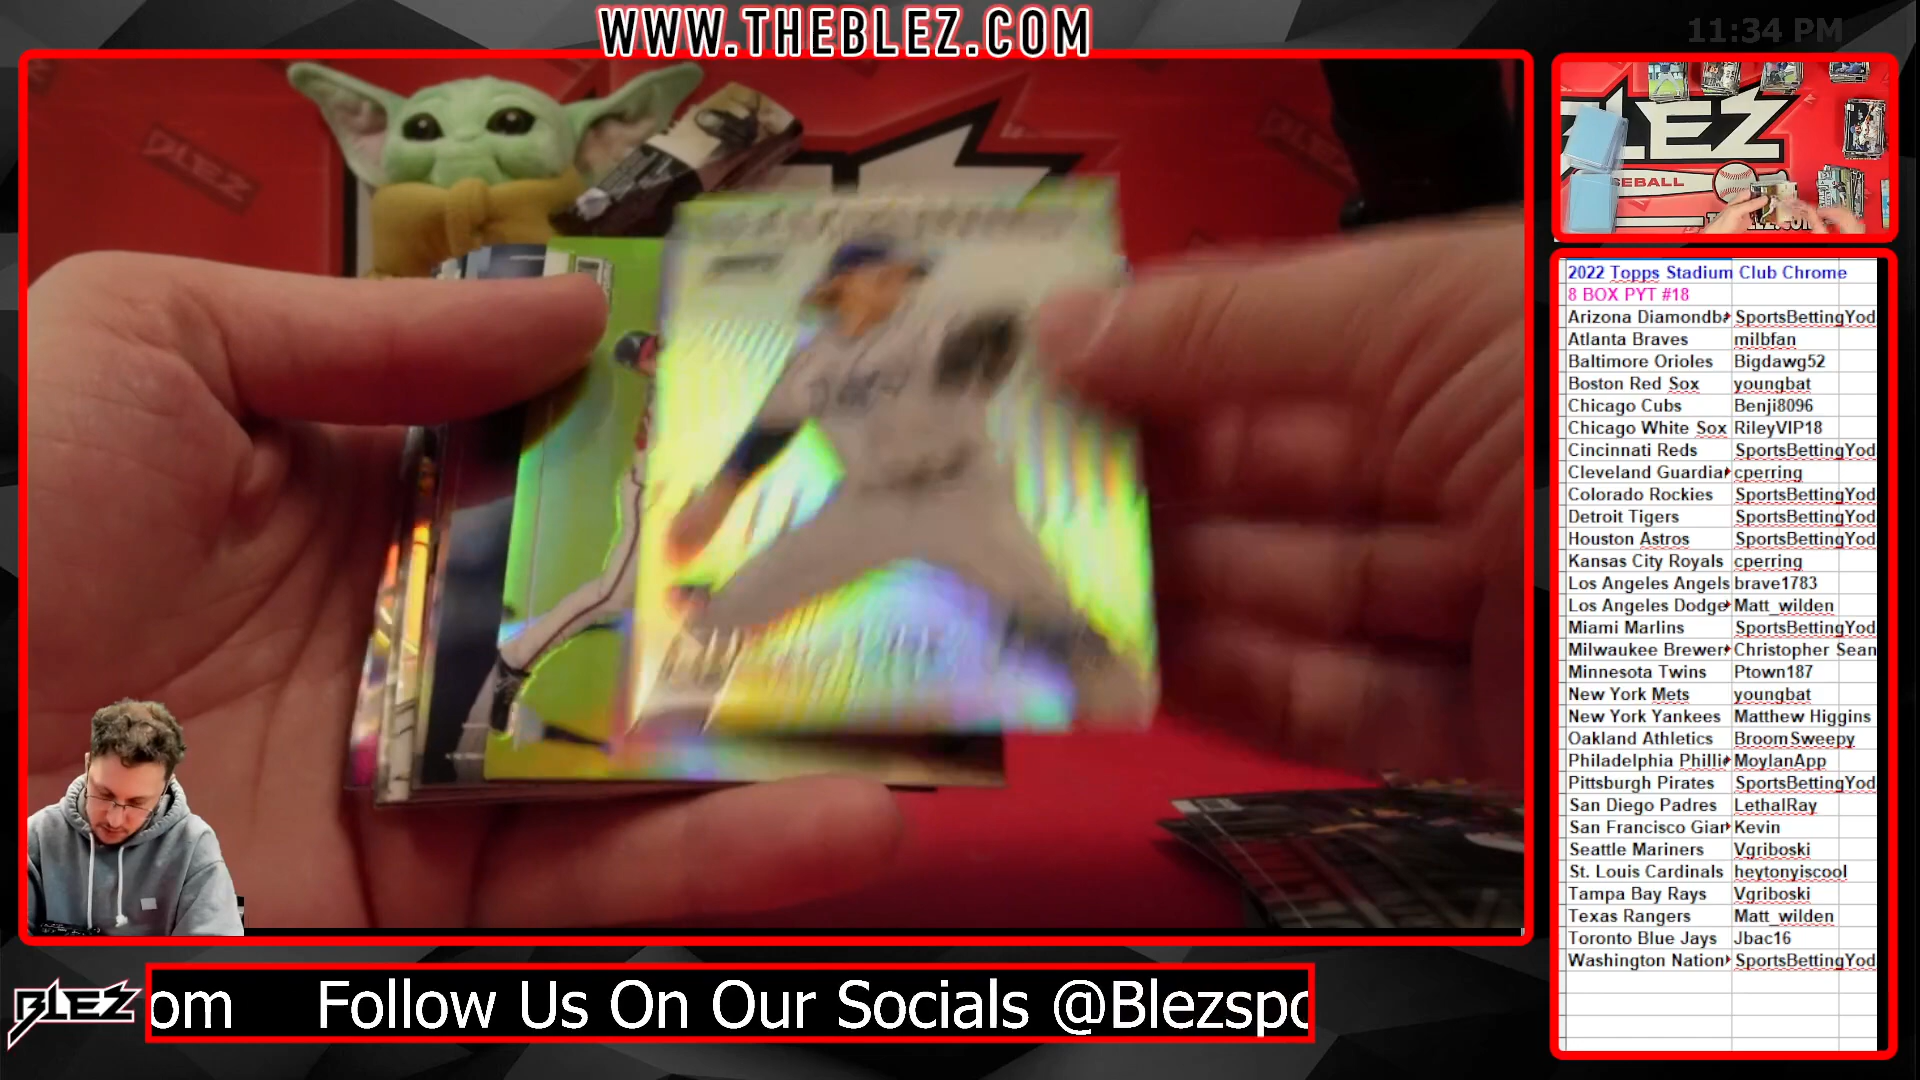 WWW.THEBLEZ.COM
11:34 PM
BLEZ
LEZ
SEBALL
2022 Topps Stadium Club Chrome
8 BOX PYT #18
Arizona Diamondba SportsBettingYod
Atlanta Braves milbfan
Baltimore Orioles Bigdawg52
Boston Red Sox youngbat
Chicago Cubs Benji8096
Chicago White Sox RileyVIP18
Cincinnati Reds SportsBettingYod
Cleveland Guardia cperring
Colorado Rockies SportsBettingYod
Detroit Tigers SportsBettingYod
Houston Astros SportsBettingYod
Kansas City Royals cperring
Los Angeles Angels brave1783
Los Angeles Dodge Matt_wilden
Miami Marlins SportsBettingYod
Milwaukee Brewer Christopher Sean
Minnesota Twins Ptown187
New York Mets youngbat
New York Yankees Matthew Higgins
Oakland Athletics BroomSweepy
Philadelphia Philli MoylanApp
Pittsburgh Pirates SportsBettingYod
San Diego Padres LethalRay
San Francisco Gian Kevin
Seattle Mariners Vgriboski
St. Louis Cardinals heytonyiscool
Tampa Bay Rays Vgriboski
Texas Rangers Matt_wilden
Toronto Blue Jays Jbac16
Washington Nation SportsBettingYod
BLEZ
om Follow Us On Our Socials @Blezspo